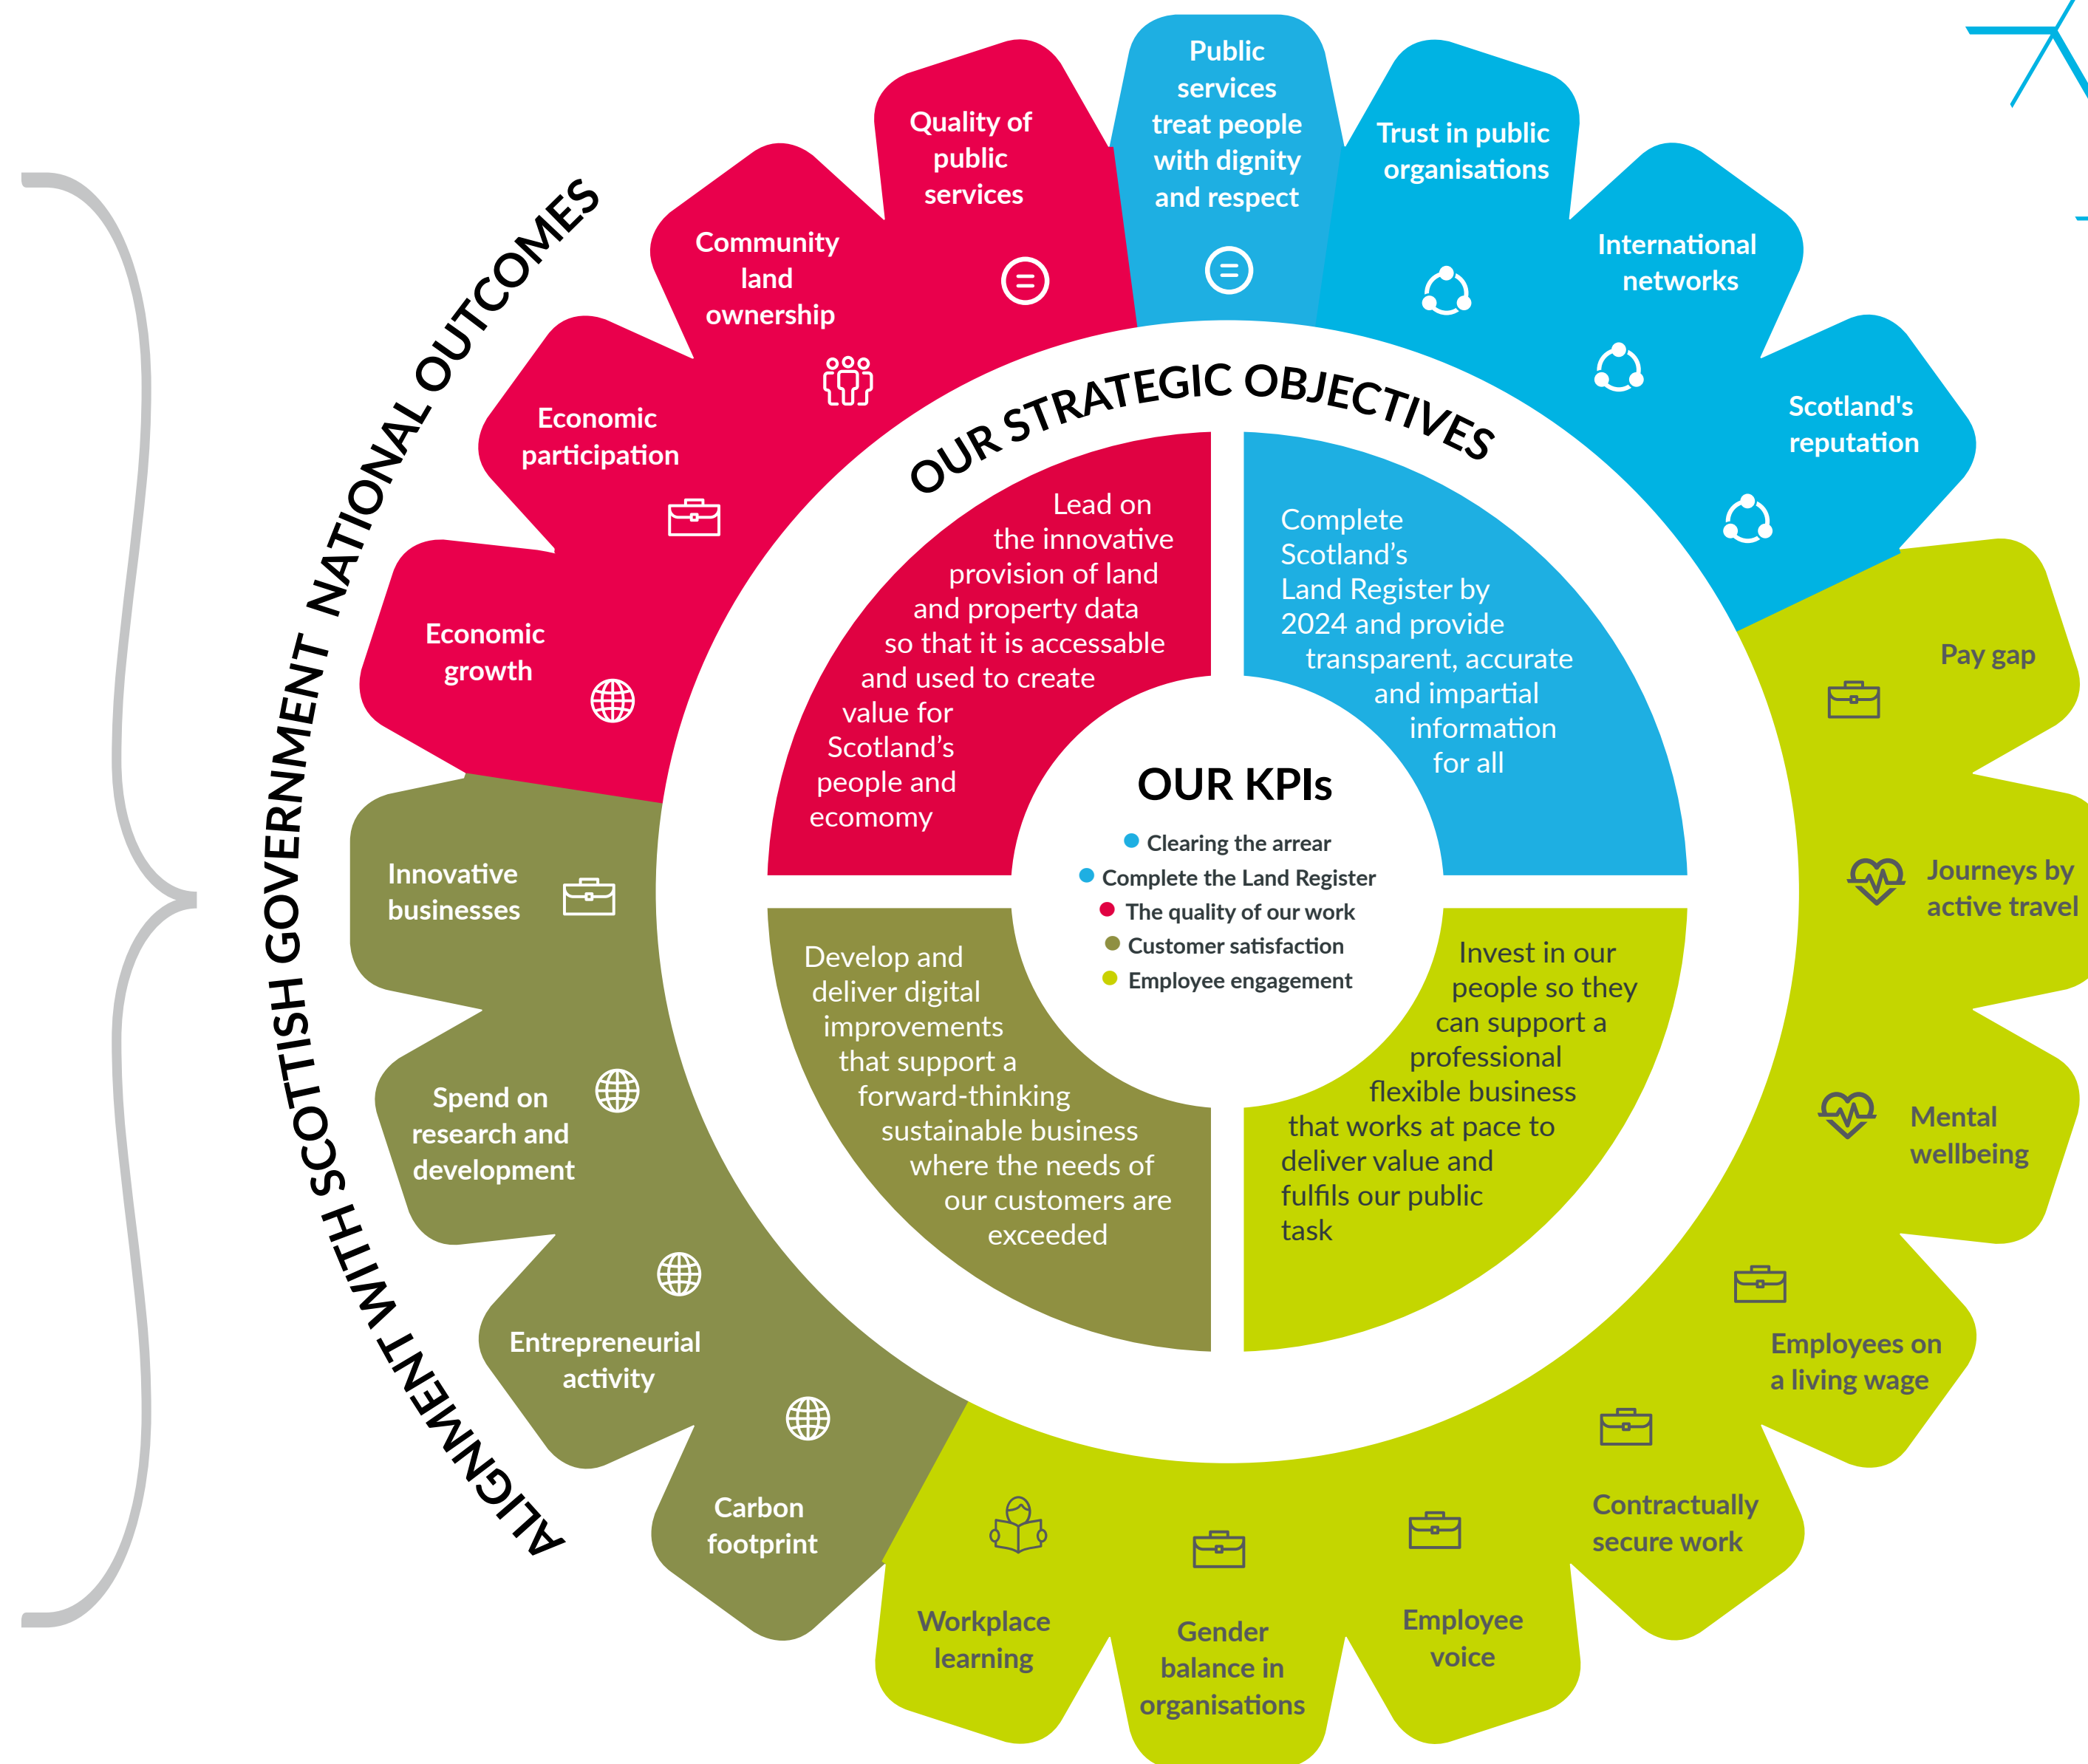 ALIGNMENT WITH SCOTTISH GOVERNMENT NATIONAL OUTCOMES
Public
services
treat people
with dignity
and respect
Trust in public
organisations
International
networks
Scotland's
reputation
Pay gap
Journeys by
active travel
Mental
wellbeing
Employees on
a living wage
Contractually
secure work
Employee
voice
Gender
balance in
organisations
Workplace
learning
Carbon
footprint
Entrepreneurial
activity
Spend on
research and
development
Innovative
businesses
Economic
growth
Economic
participation
Community
land
ownership
Quality of
public
services
OUR STRATEGIC OBJECTIVES
Lead on
the innovative
provision of land
and property data
so that it is accessable
and used to create
value for
Scotland’s
people and
ecomomy
Complete
Scotland’s
Land Register by
2024 and provide
transparent, accurate
and impartial
information
for all
OUR KPIs
Clearing the arrear
Complete the Land Register
The quality of our work
Customer satisfaction
Employee engagement
Develop and
deliver digital
improvements
that support a
forward-thinking
sustainable business
where the needs of
our customers are
exceeded
Invest in our
people so they
can support a
professional
flexible business
that works at pace to
deliver value and
fulfils our public
task